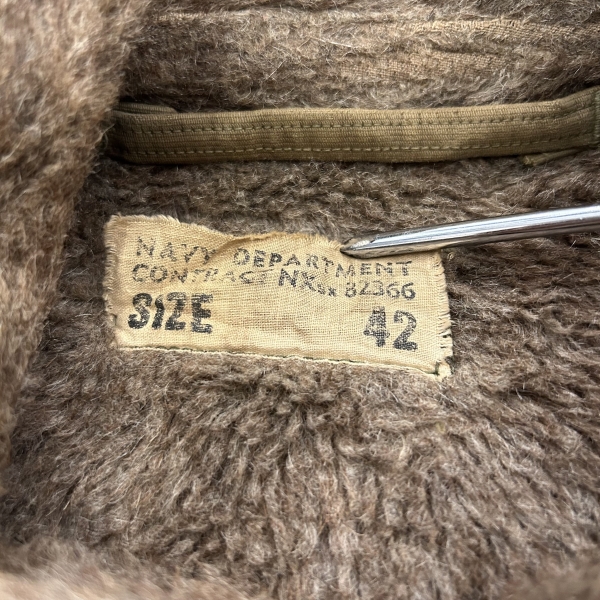 NAVY DEPARTMENT
CONTRACT NXsx 82366
SIZE 42